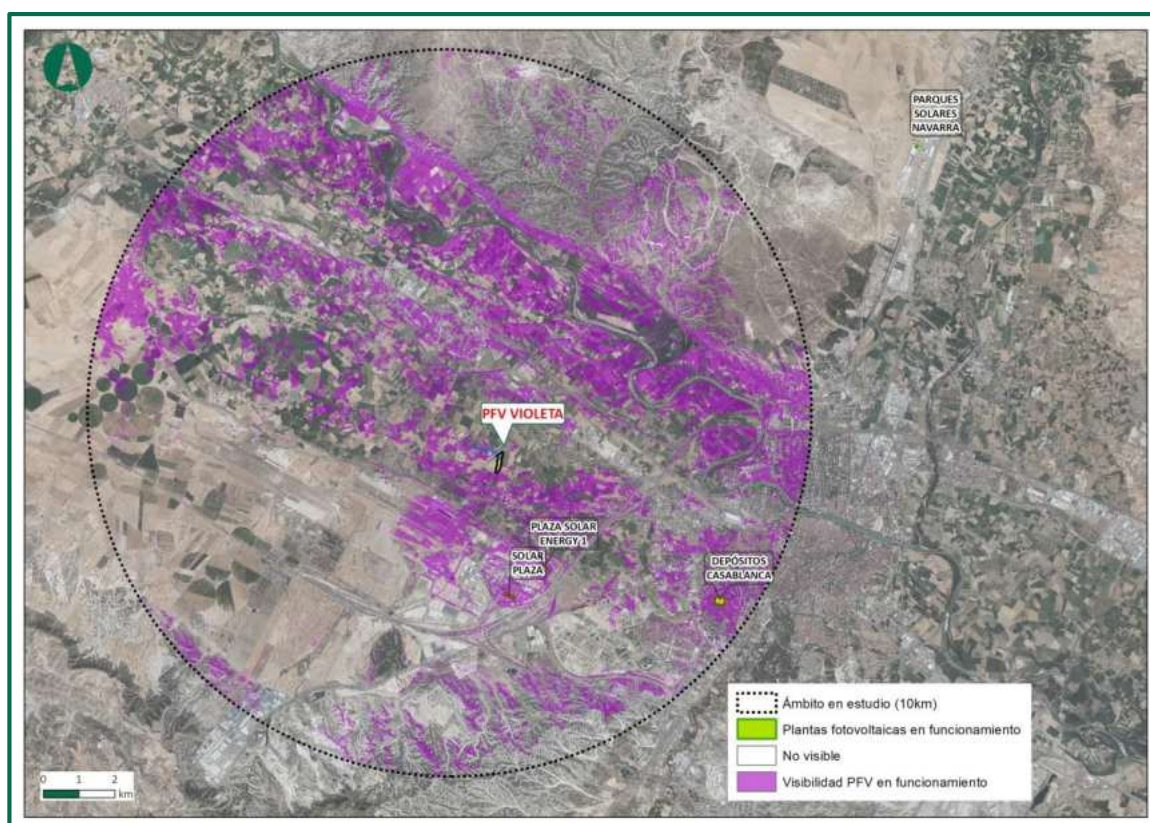 PARQUES
SOLARES
NAVARRA
PFV VIOLETA
PLAZA SOLAR
ENERGY 1
SOLAR
PLAZA
DEPÓSITOS
CASABLANCA
Ámbito en estudio (10km)
Plantas fotovoltaicas en funcionamiento
No visible
Visibilidad PFV en funcionamiento
0 1 2
km